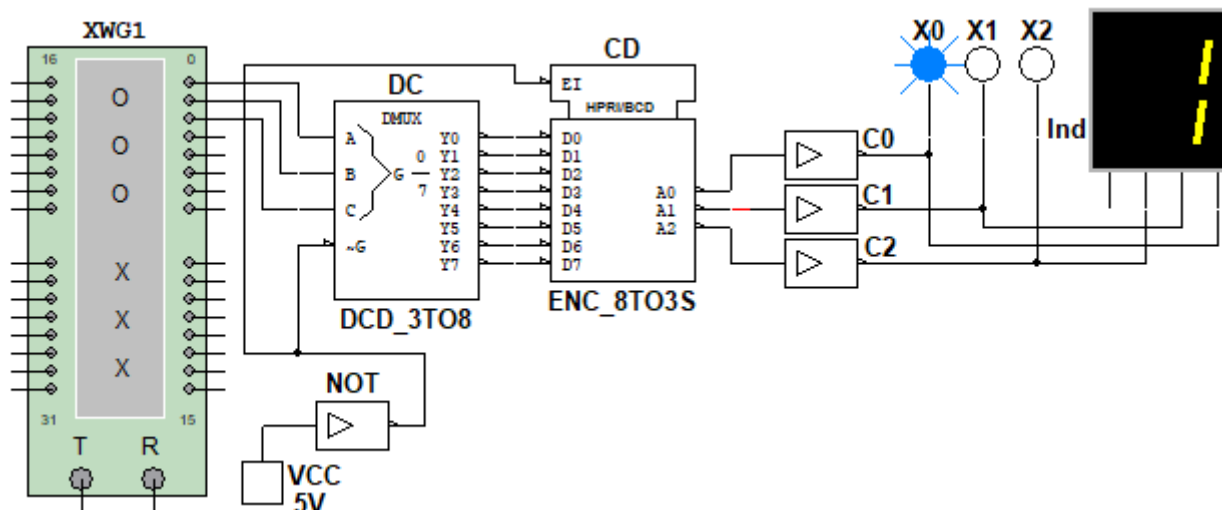 XWG1
16
0
O
O
O
X
X
X
31
15
T
R
DC
DMUX
A
B
C
~G
G
0
7
Y0
Y1
Y2
Y3
Y4
Y5
Y6
Y7
DCD_3TO8
NOT
VCC
5V
CD
EI
HPRI/BCD
D0
D1
D2
D3
D4
D5
D6
D7
A0
A1
A2
ENC_8TO3S
C0
C1
C2
X0 X1 X2
Ind
1